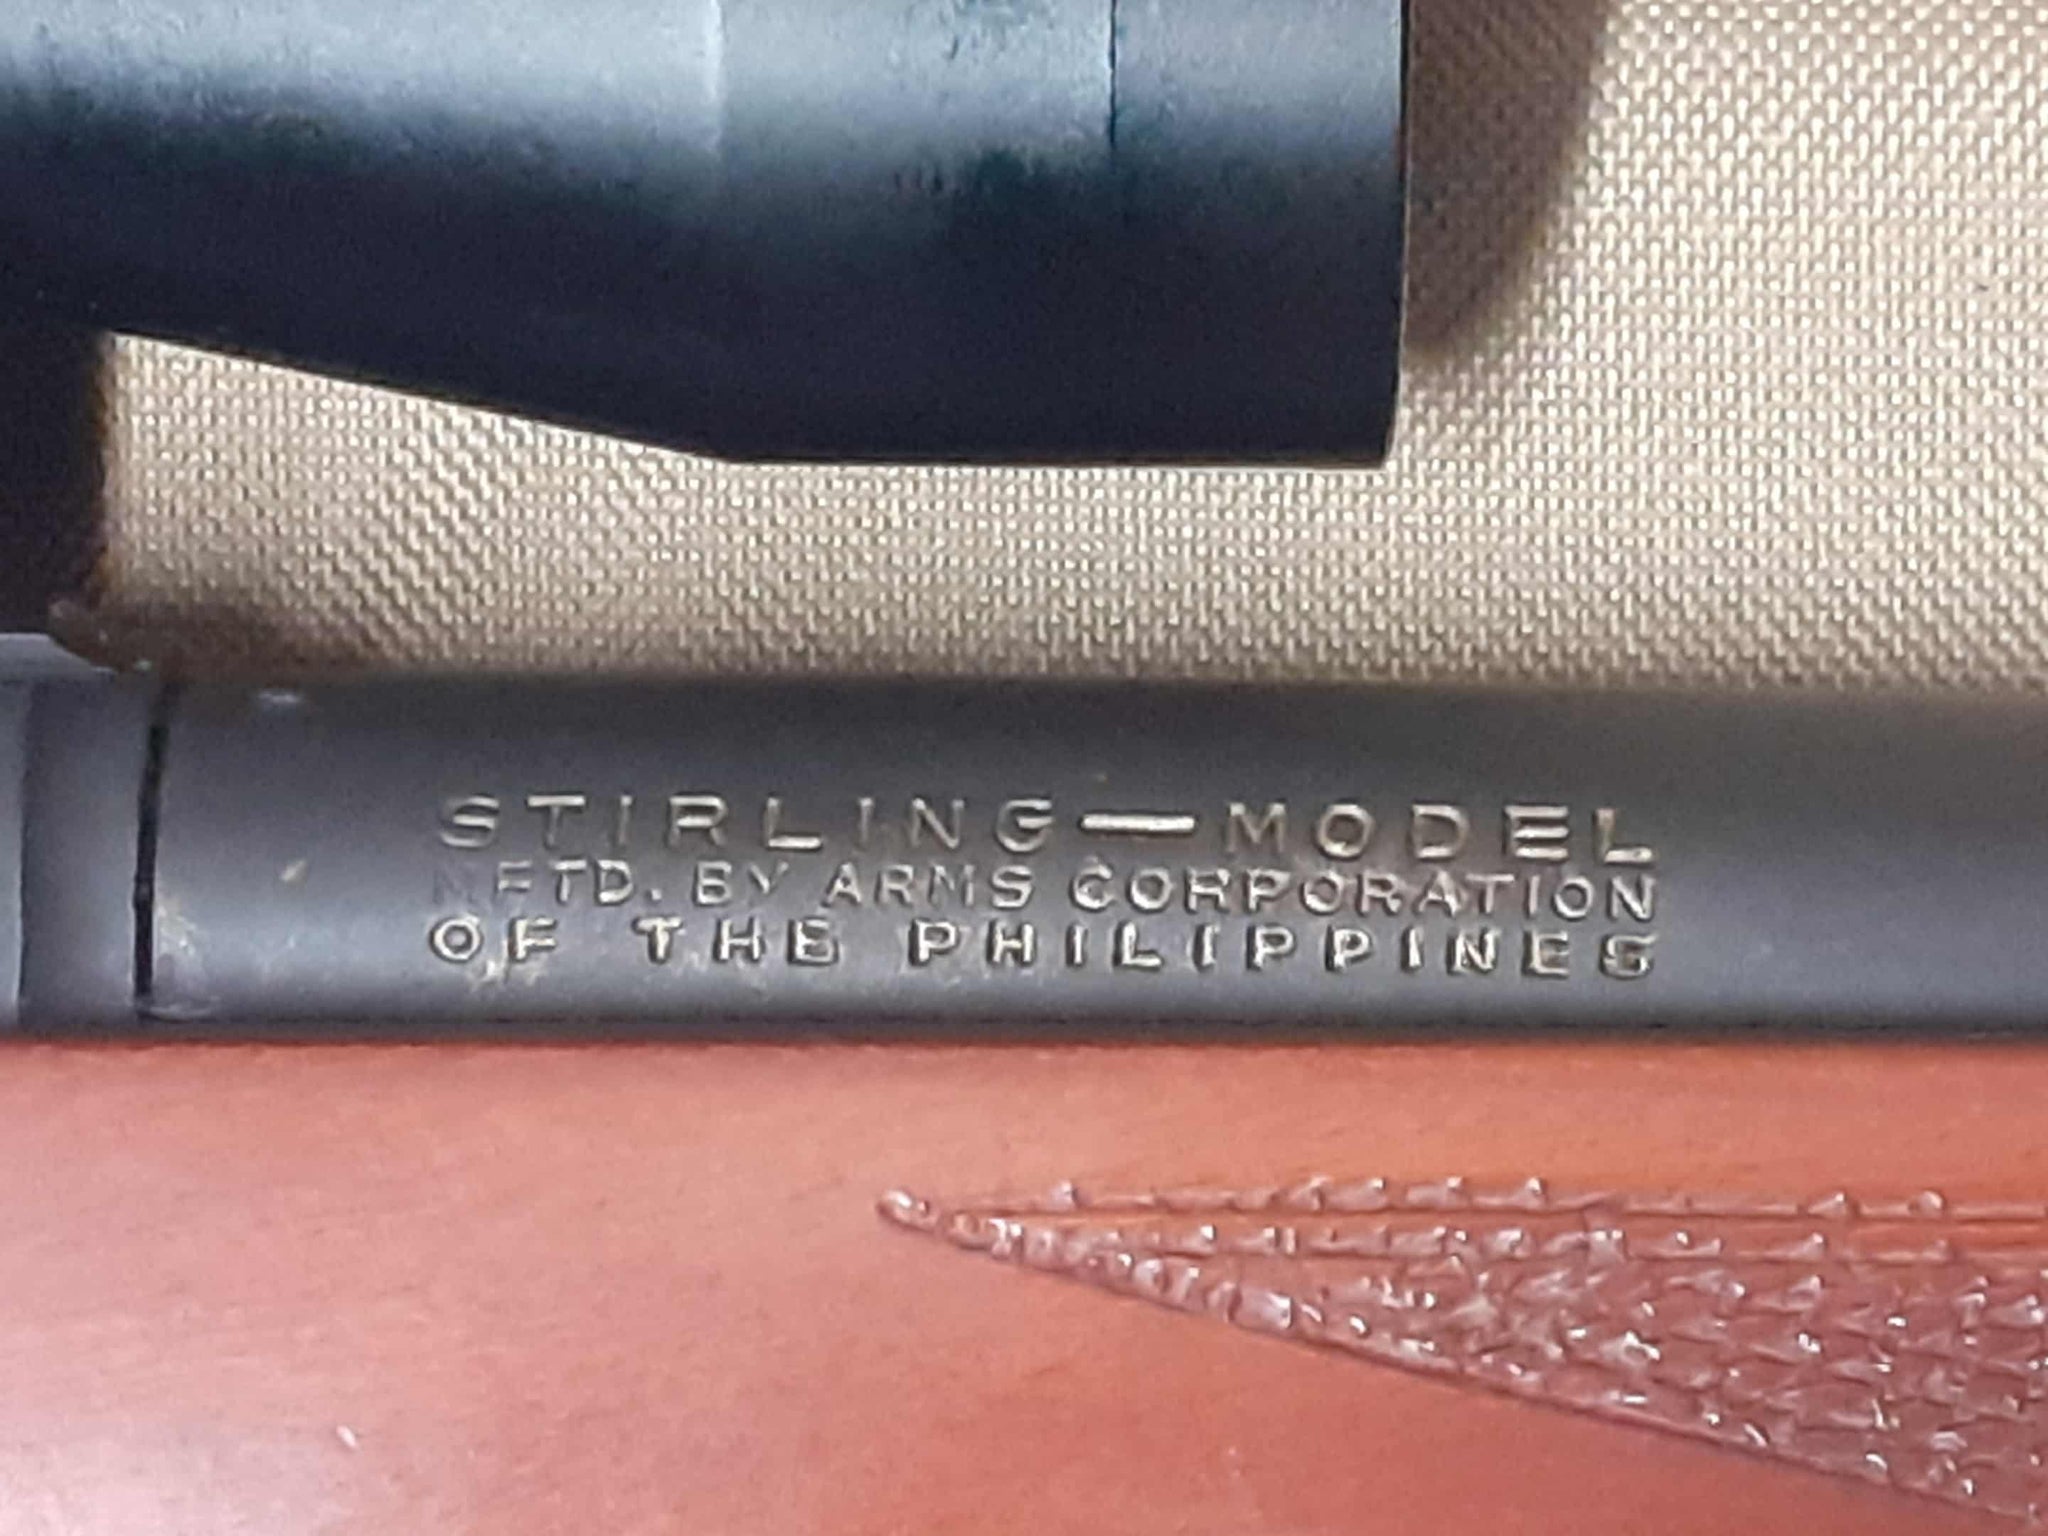 STIRLING—MODEL
MFTD. BY ARMS CORPORATION
OF THE PHILIPPINES